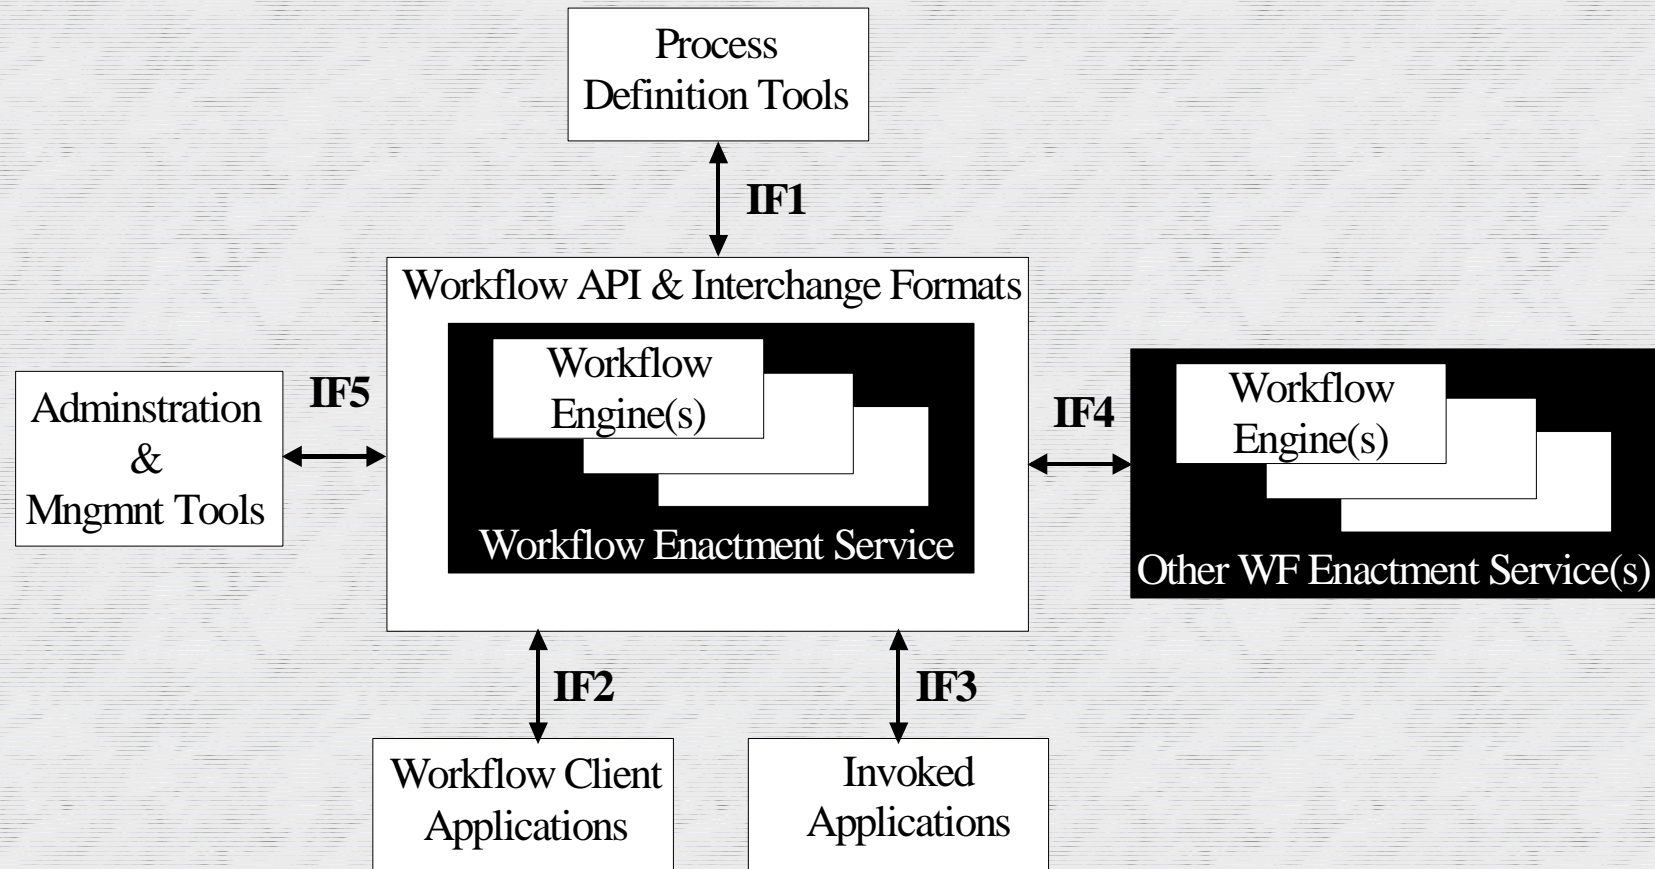 Process
Definition Tools
IF1
Workflow API & Interchange Formats
Workflow
Engine(s)
Workflow Enactment Service
IF5
Adminstration
&
Mngmnt Tools
IF4
Workflow
Engine(s)
Other WF Enactment Service(s)
IF2
IF3
Workflow Client
Applications
Invoked
Applications